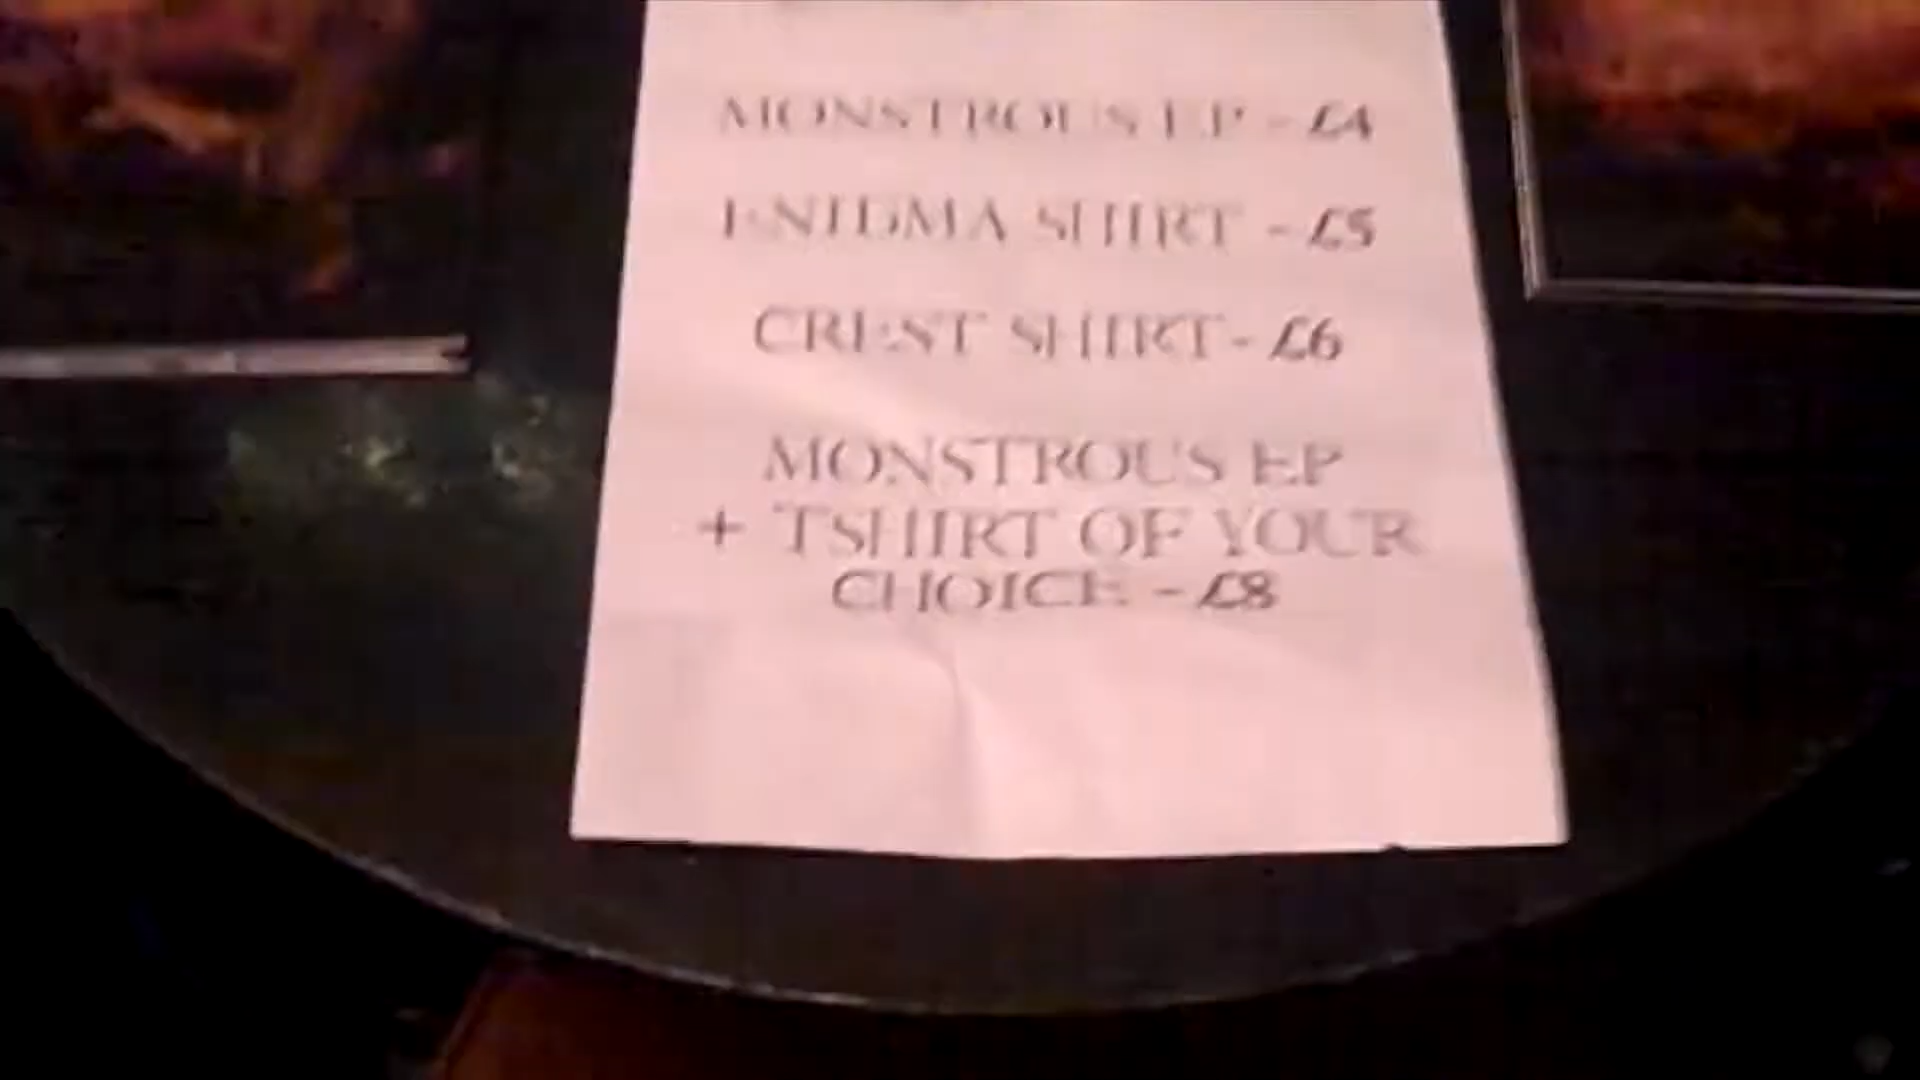 MONSTROUS EP - £4
ENIGMA SHIRT - £5
CREST SHIRT - £6
MONSTROUS EP
+ TSHIRT OF YOUR
CHOICE - £8